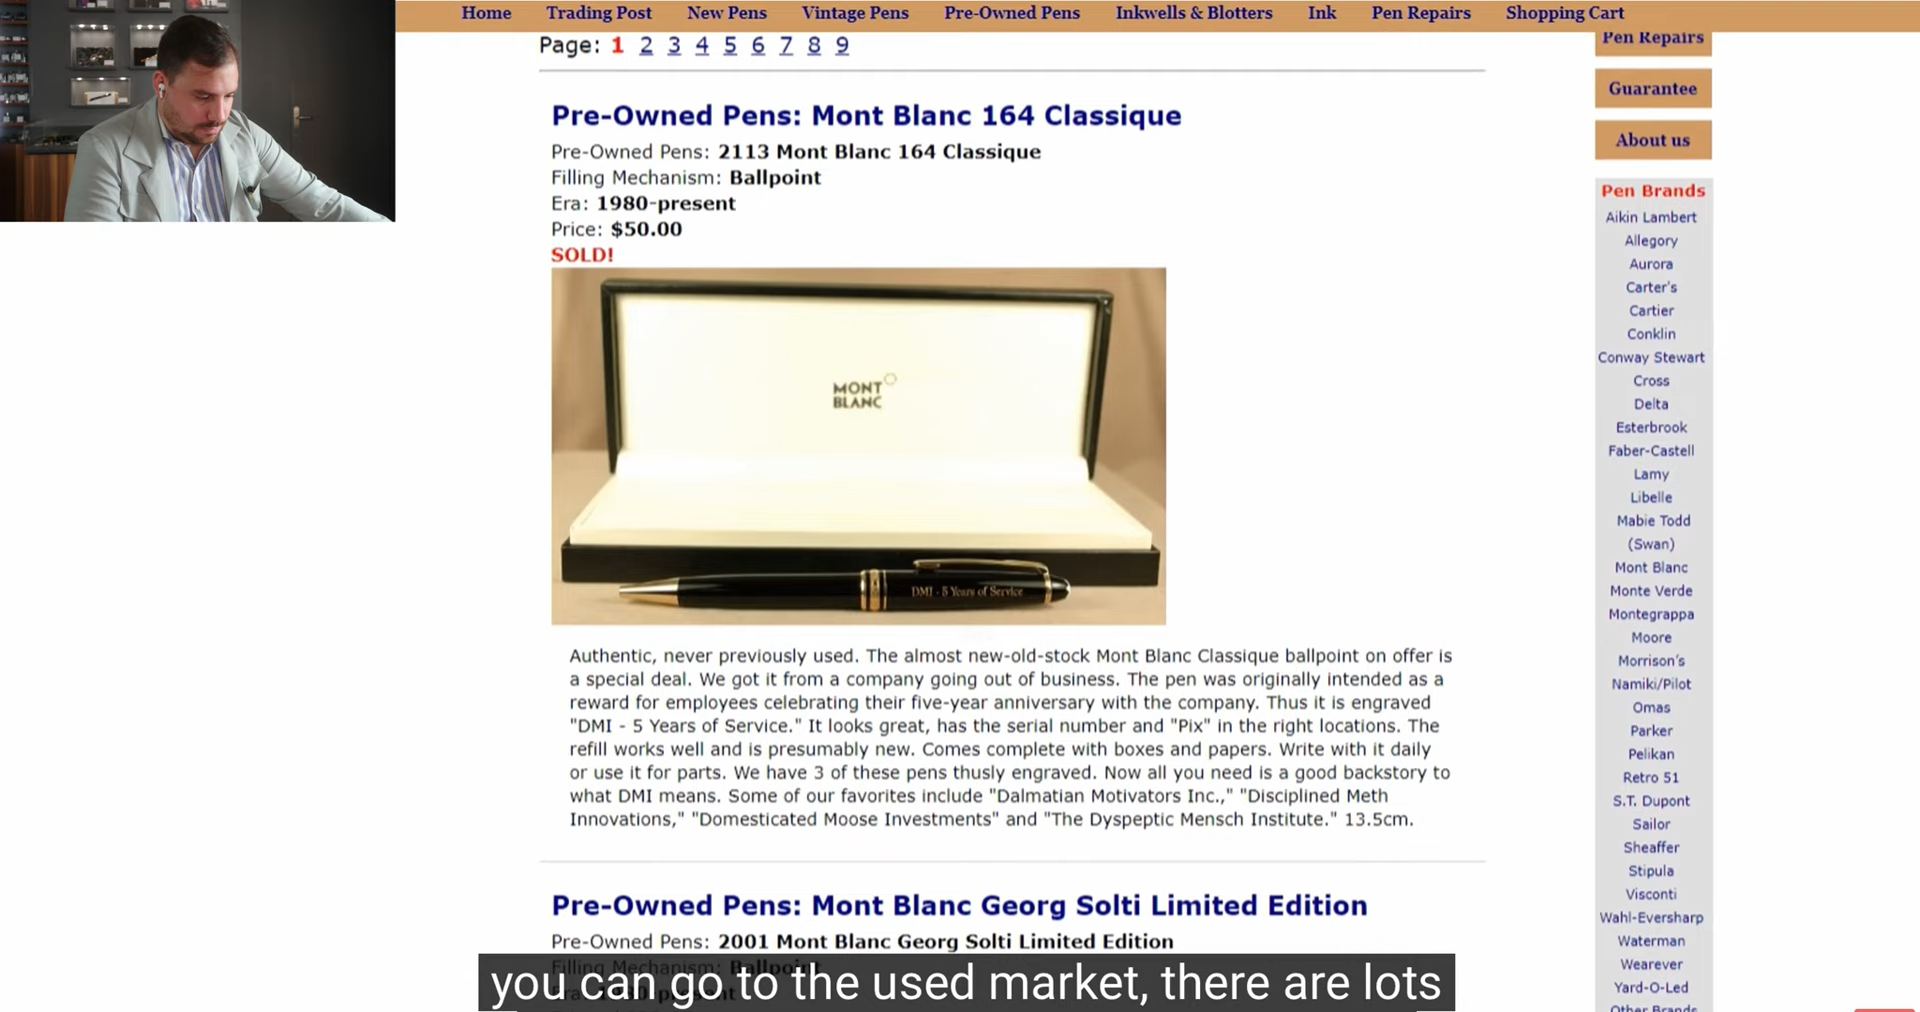 Home Trading Post New Pens Vintage Pens Pre-Owned Pens Inkwells & Blotters Ink Pen Repairs Shopping Cart
Page: 1 2 3 4 5 6 7 8 9
Pre-Owned Pens: Mont Blanc 164 Classique
Pre-Owned Pens: 2113 Mont Blanc 164 Classique
Filling Mechanism: Ballpoint
Era: 1980-present
Price: $50.00
SOLD!
MONT
BLANC
DMI - 5 Years of Service
Authentic, never previously used. The almost new-old-stock Mont Blanc Classique ballpoint on offer is
a special deal. We got it from a company going out of business. The pen was originally intended as a
reward for employees celebrating their five-year anniversary with the company. Thus it is engraved
"DMI - 5 Years of Service." It looks great, has the serial number and "Pix" in the right locations. The
refill works well and is presumably new. Comes complete with boxes and papers. Write with it daily
or use it for parts. We have 3 of these pens thusly engraved. Now all you need is a good backstory to
what DMI means. Some of our favorites include "Dalmatian Motivators Inc.," "Disciplined Meth
Innovations," "Domesticated Moose Investments" and "The Dyspeptic Mensch Institute." 13.5cm.
Pre-Owned Pens: Mont Blanc Georg Solti Limited Edition
Pre-Owned Pens: 2001 Mont Blanc Georg Solti Limited Edition
Filling Mechanism: Ballpoint
you can go to the used market, there are lots
Pen Repairs
Guarantee
About us
Pen Brands
Aikin Lambert
Allegory
Aurora
Carter's
Cartier
Conklin
Conway Stewart
Cross
Delta
Esterbrook
Faber-Castell
Lamy
Libelle
Mabie Todd
(Swan)
Mont Blanc
Monte Verde
Montegrappa
Moore
Morrison's
Namiki/Pilot
Omas
Parker
Pelikan
Retro 51
S.T. Dupont
Sailor
Sheaffer
Stipula
Visconti
Wahl-Eversharp
Waterman
Wearever
Yard-O-Led
Other Brands